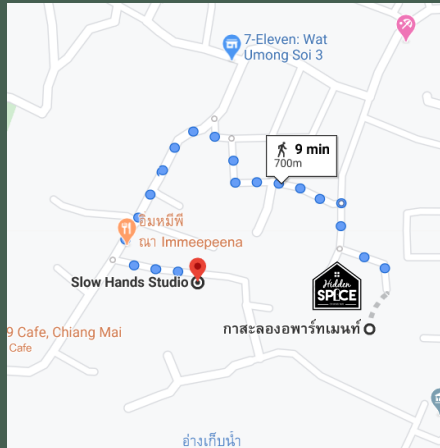 7-Eleven: Wat
Umong Soi 3
9 min
700m
อิมหมีพี
ณา Immeepeena
Slow Hands Studio
Hidden
SPICE
กาสะลองอพาร์ทเมนท์
9 Cafe, Chiang Mai
Cafe
อ่างเก็บน้ำ